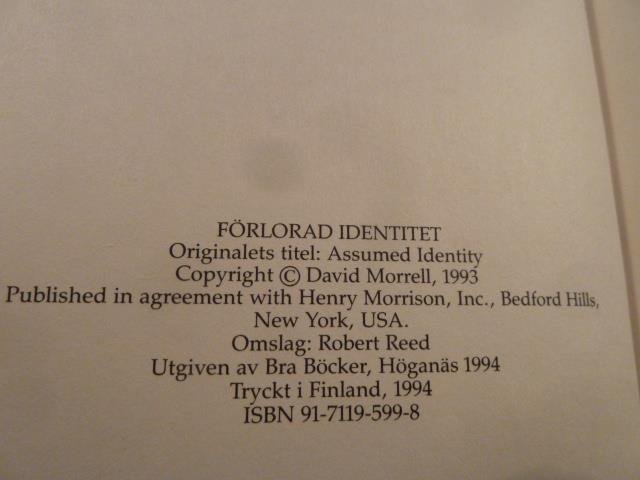 FÖRLORAD IDENTITET
Originalets titel: Assumed Identity
Copyright © David Morrell, 1993
Published in agreement with Henry Morrison, Inc., Bedford Hills,
New York, USA.
Omslag: Robert Reed
Utgiven av Bra Böcker, Höganäs 1994
Tryckt i Finland, 1994
ISBN 91-7119-599-8